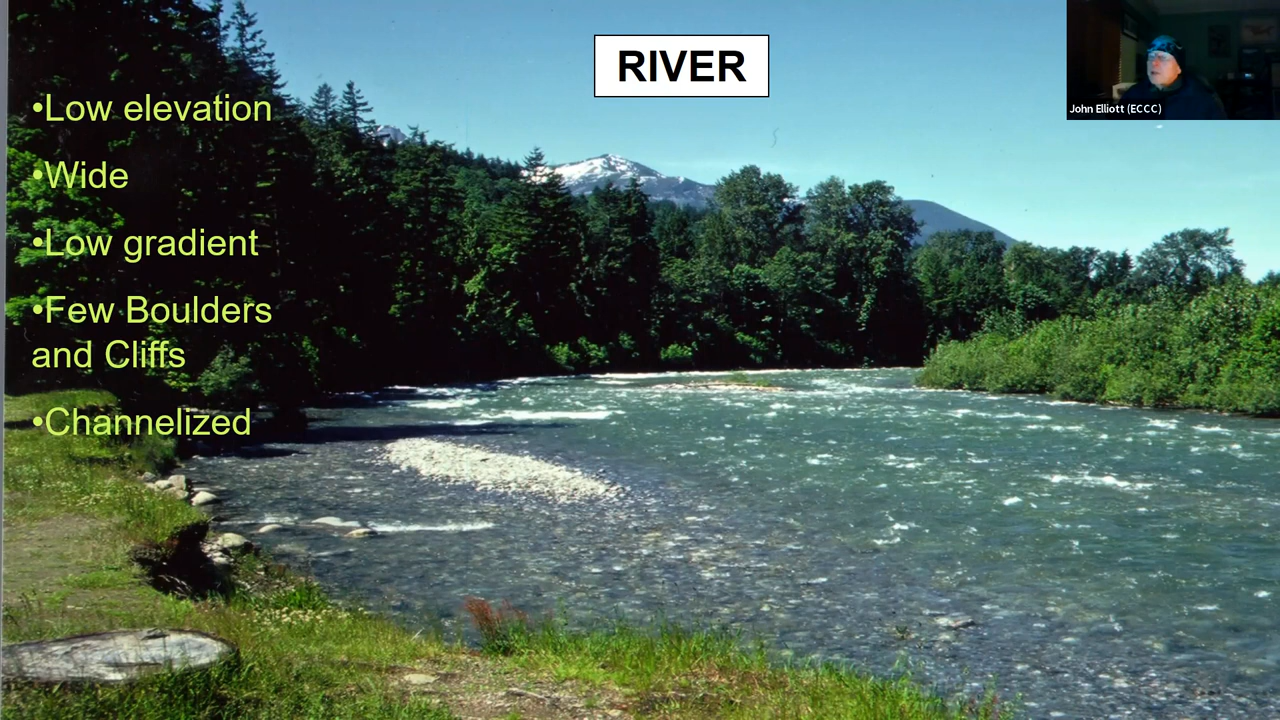 RIVER
•Low elevation
•Wide
•Low gradient
•Few Boulders
and Cliffs
•Channelized
John Elliott (ECCC)